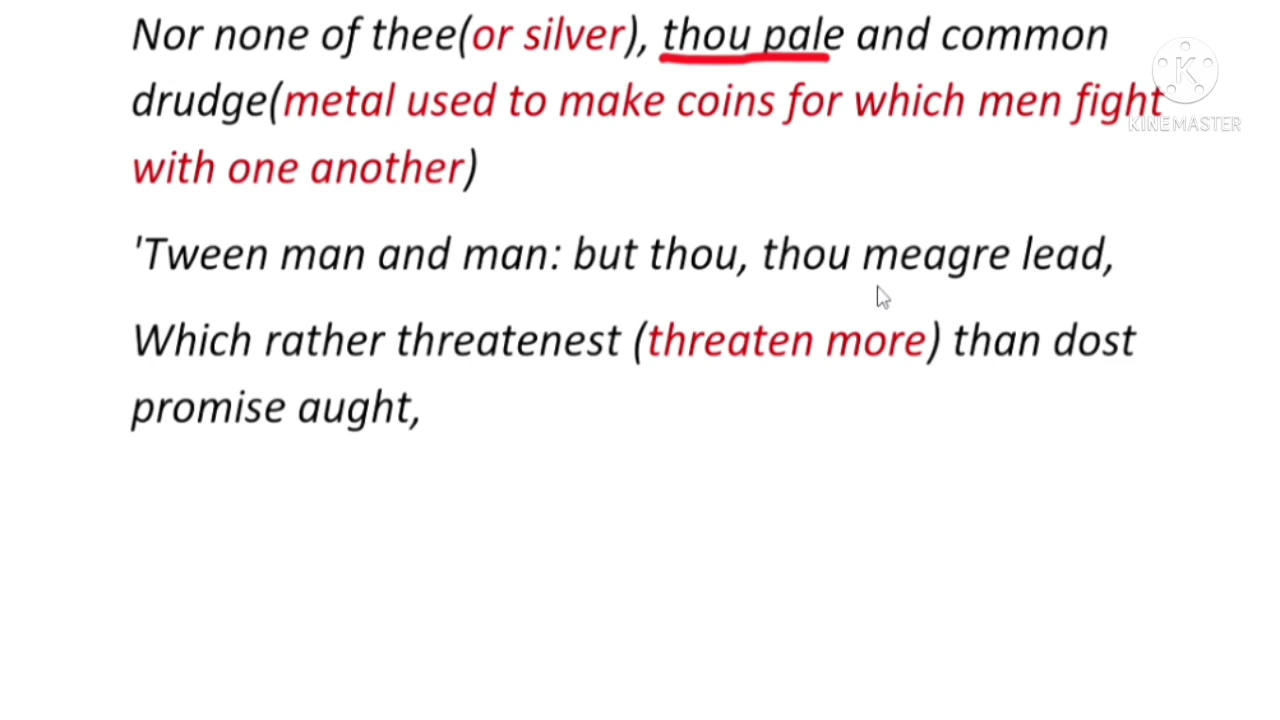 Nor none of thee(or silver), thou pale and common
drudge(metal used to make coins for which men fight
with one another)
'Tween man and man: but thou, thou meagre lead,
Which rather threatenest (threaten more) than dost
promise aught,
K
KINEMASTER